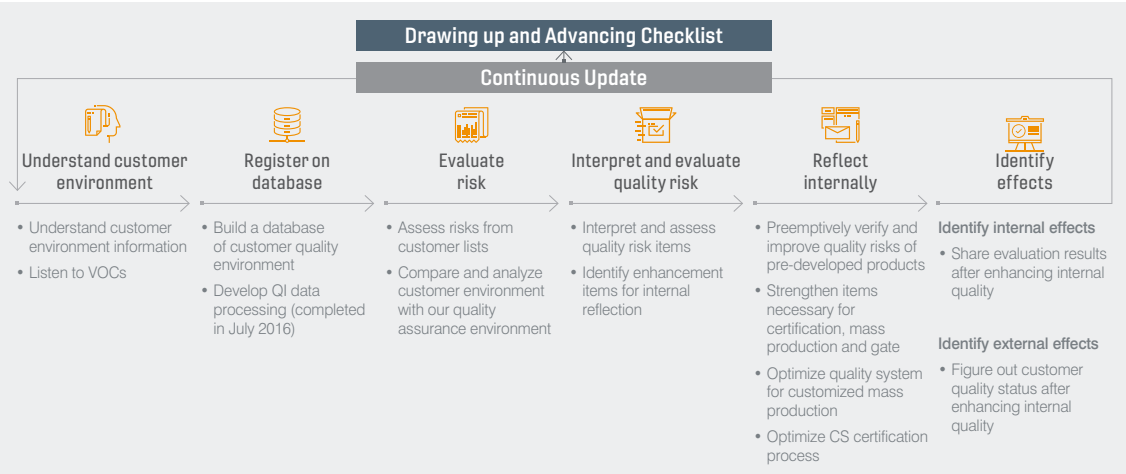 Drawing up and Advancing Checklist
Continuous Update
Understand customer
environment
• Understand customer
environment information
• Listen to VOCs
Register on
database
• Build a database
of customer quality
environment
• Develop QI data
processing (completed
in July 2016)
Evaluate
risk
• Assess risks from
customer lists
• Compare and analyze
customer environment
with our quality
assurance environment
Interpret and evaluate
quality risk
• Interpret and assess
quality risk items
• Identify enhancement
items for internal
reflection
Reflect
internally
• Preemptively verify and
improve quality risks of
pre-developed products
• Strengthen items
necessary for
certification, mass
production and gate
• Optimize quality system
for customized mass
production
• Optimize CS certification
process
Identify
effects
Identify internal effects
• Share evaluation results
after enhancing internal
quality
Identify external effects
• Figure out customer
quality status after
enhancing internal
quality